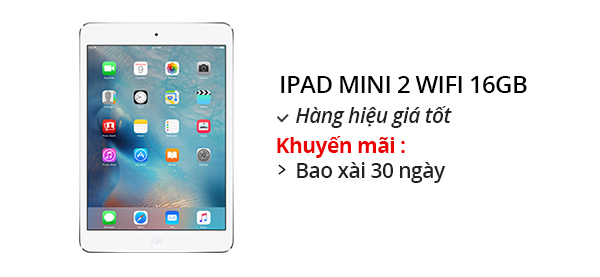 IPAD MINI 2 WIFI 16GB
Hàng hiệu giá tốt
Khuyến mãi :
> Bao xài 30 ngày